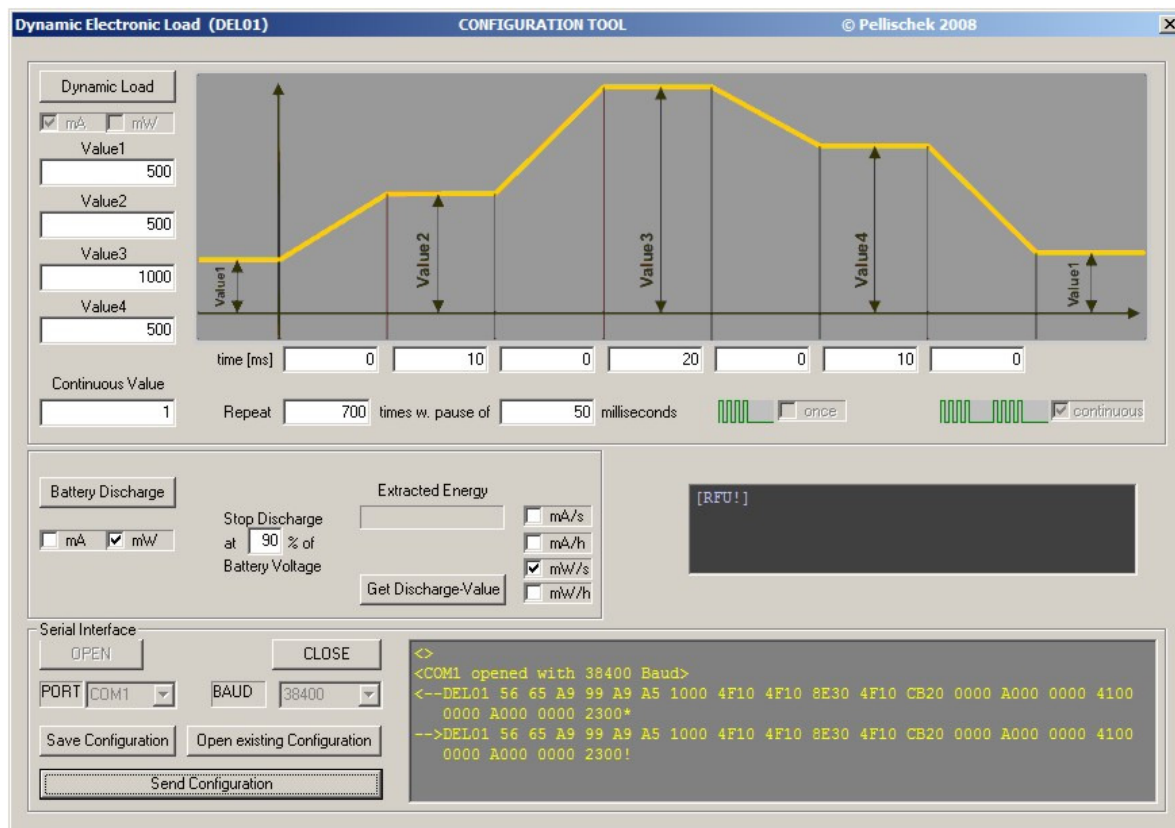 Dynamic Electronic Load (DEL01) CONFIGURATION TOOL © Pellischek 2008
Dynamic Load
mA mW
Value1
500
Value2
500
Value3
1000
Value4
500
Continuous Value
1
Value1
Value2
Value3
Value4
Value1
time [ms] 0 10 0 20 0 10 0
Repeat 700 times w. pause of 50 milliseconds once continuous
Battery Discharge
mA mW
Stop Discharge
at 90 % of
Battery Voltage
Extracted Energy
Get Discharge-Value
mA/s
mA/h
mW/s
mW/h
[RFU!]
Serial Interface
OPEN CLOSE
PORT COM1 BAUD 38400
Save Configuration Open existing Configuration
Send Configuration
<>
<COM1 opened with 38400 Baud>
<--DEL01 56 65 A9 99 A9 A5 1000 4F10 4F10 8E30 4F10 CB20 0000 A000 0000 4100
0000 A000 0000 2300*
-->DEL01 56 65 A9 99 A9 A5 1000 4F10 4F10 8E30 4F10 CB20 0000 A000 0000 4100
0000 A000 0000 2300!